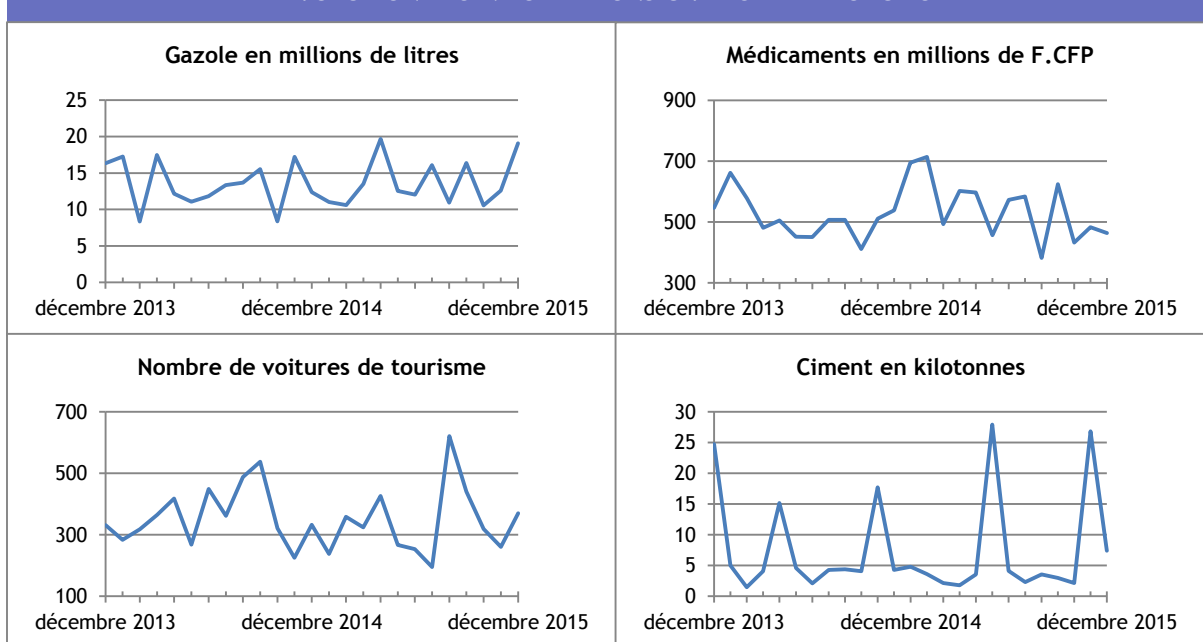 Gazole en millions de litres
25
20
15
10
5
0
décembre 2013 décembre 2014 décembre 2015
Médicaments en millions de F.CFP
900
700
500
300
décembre 2013 décembre 2014 décembre 2015
Nombre de voitures de tourisme
700
500
300
100
décembre 2013 décembre 2014 décembre 2015
Ciment en kilotonnes
30
25
20
15
10
5
0
décembre 2013 décembre 2014 décembre 2015